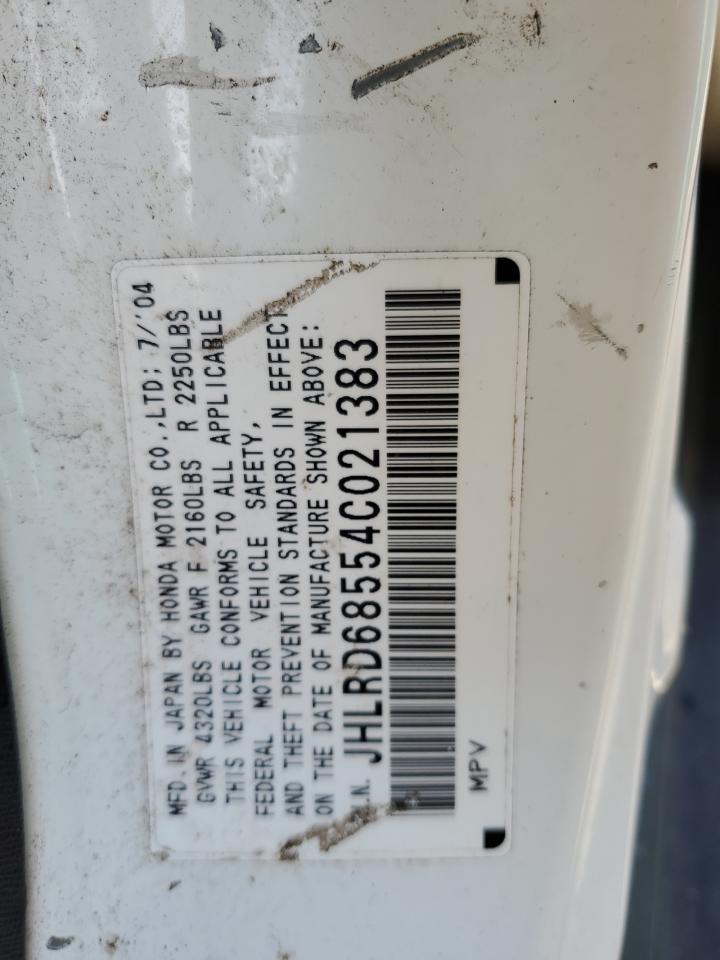 MFD. IN JAPAN BY HONDA MOTOR CO.,LTD: 7/'04
GVWR 4320LBS GAWR F 2160LBS R 2250LBS
THIS VEHICLE CONFORMS TO ALL APPLICABLE
FEDERAL MOTOR VEHICLE SAFETY,
AND THEFT PREVENTION STANDARDS IN EFFECT
ON THE DATE OF MANUFACTURE SHOWN ABOVE:
.I.N. JHLRD68554C021383
MPV